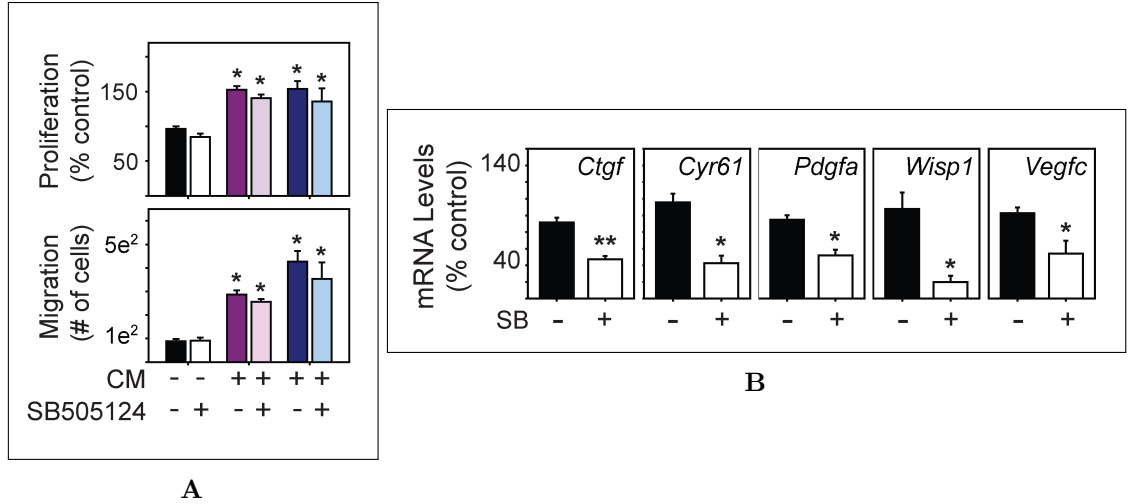 Proliferation
(% control)
150
50
* * * *
Migration
(# of cells)
5e²
1e²
* * * *
CM - - + + + +
SB505124 - + - + - +
A
mRNA Levels
(% control)
140
40
Ctgf Cyr61 Pdgfa Wisp1 Vegfc
** * * * *
SB - + - + - + - + - +
B